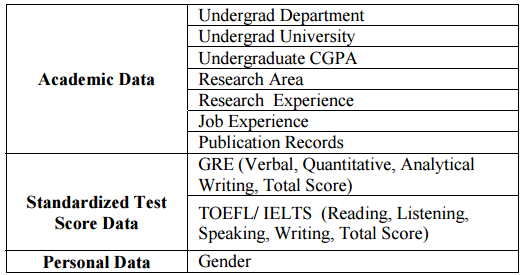 Academic Data
Undergrad Department
Undergrad University
Undergraduate CGPA
Research Area
Research  Experience
Job Experience
Publication Records
Standardized Test
Score Data
GRE (Verbal, Quantitative, Analytical
Writing, Total Score)
TOEFL/ IELTS  (Reading, Listening,
Speaking, Writing, Total Score)
Personal Data
Gender